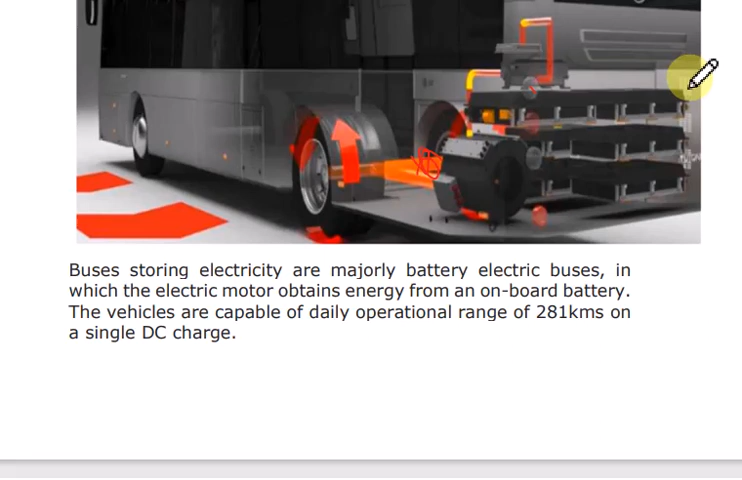 Buses storing electricity are majorly battery electric buses, in
which the electric motor obtains energy from an on-board battery.
The vehicles are capable of daily operational range of 281kms on
a single DC charge.